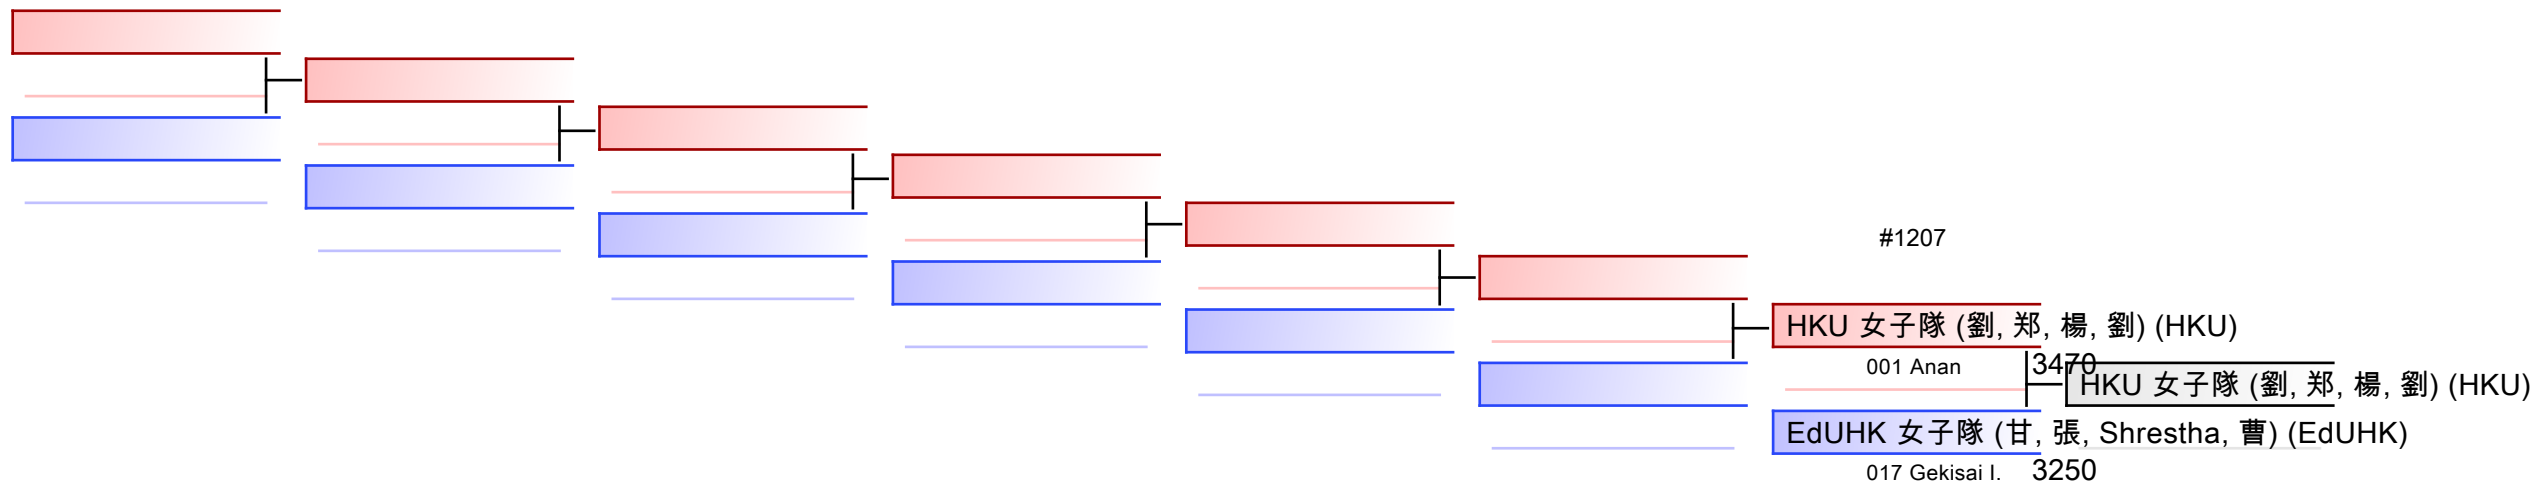 #1207
HKU 女子隊 (劉, 郑, 楊, 劉) (HKU)
001 Anan 3470
HKU 女子隊 (劉, 郑, 楊, 劉) (HKU)
EdUHK 女子隊 (甘, 張, Shrestha, 曹) (EdUHK)
017 Gekisai I. 3250